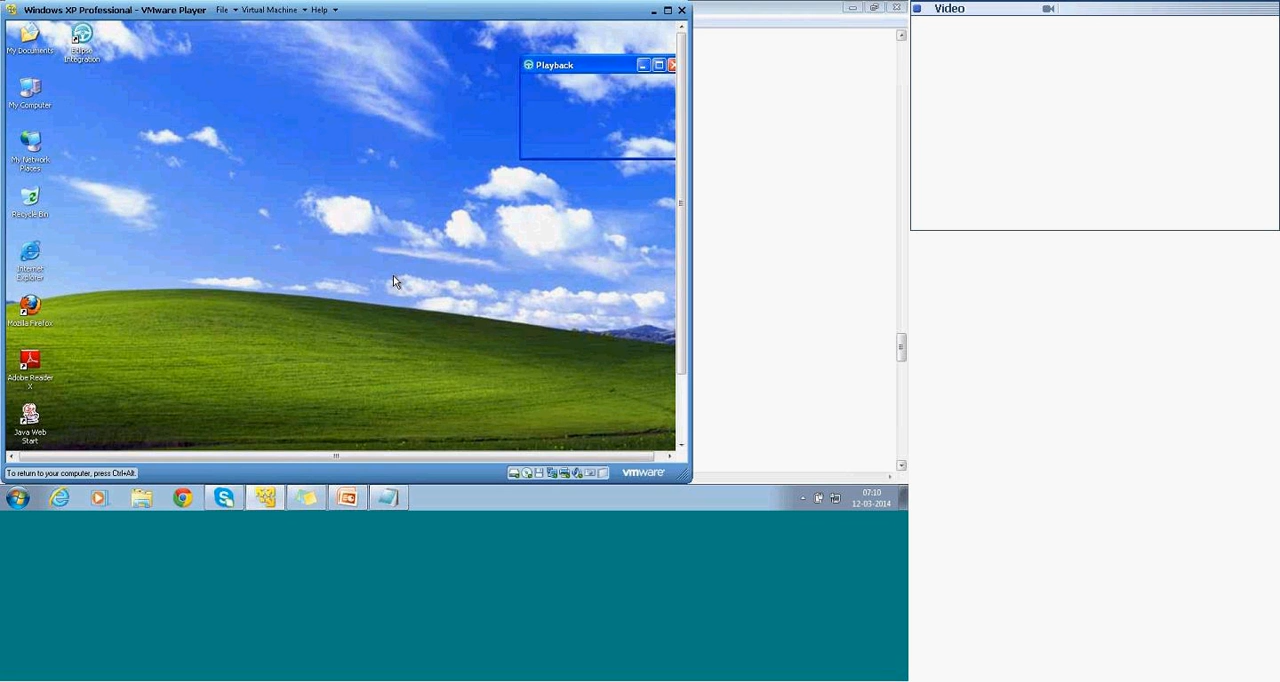 Windows XP Professional - VMware Player File Virtual Machine Help
Video
My Documents
Eclipse
Integration
Playback
My Computer
My Network
Places
Recycle Bin
Internet
Explorer
Mozilla Firefox
Adobe Reader
X
Java Web
Start
To return to your computer, press Ctrl+Alt.
vmware
07:10
12-03-2014